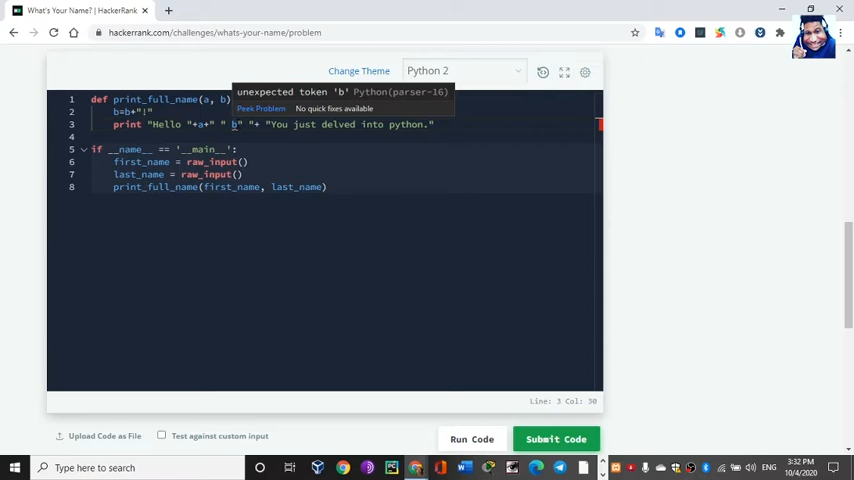 What's Your Name? | HackerRank
hackerrank.com/challenges/whats-your-name/problem
Change Theme
Python 2
unexpected token 'b' Python(parser-16)
Peek Problem No quick fixes available
1 def print_full_name(a, b)
2 b=b+"!"
3 print "Hello "+a+" " b" "+ "You just delved into python."
4
5 if __name__ == '__main__':
6 first_name = raw_input()
7 last_name = raw_input()
8 print_full_name(first_name, last_name)
Line: 3 Col: 30
Upload Code as File
Test against custom input
Run Code
Submit Code
Type here to search
ENG
3:32 PM
10/4/2020